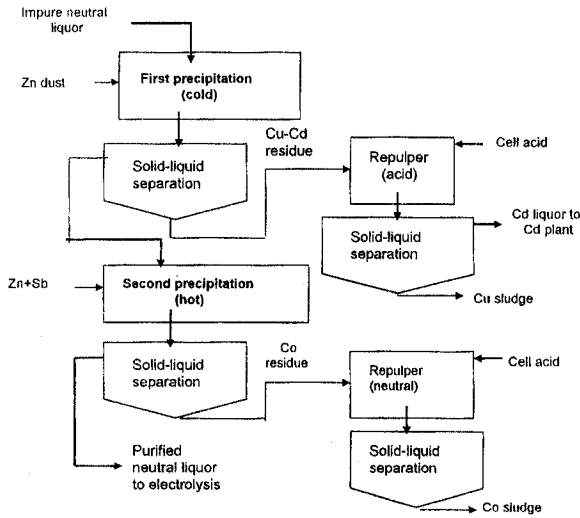 Impure neutral
liquor
Zn dust
First precipitation
(cold)
Solid-liquid
separation
Cu-Cd
residue
Repulper
(acid)
Cell acid
Solid-liquid
separation
Cd liquor to
Cd plant
Cu sludge
Zn+Sb
Second precipitation
(hot)
Solid-liquid
separation
Co
residue
Repulper
(neutral)
Cell acid
Purified
neutral liquor
to electrolysis
Solid-liquid
separation
Co sludge